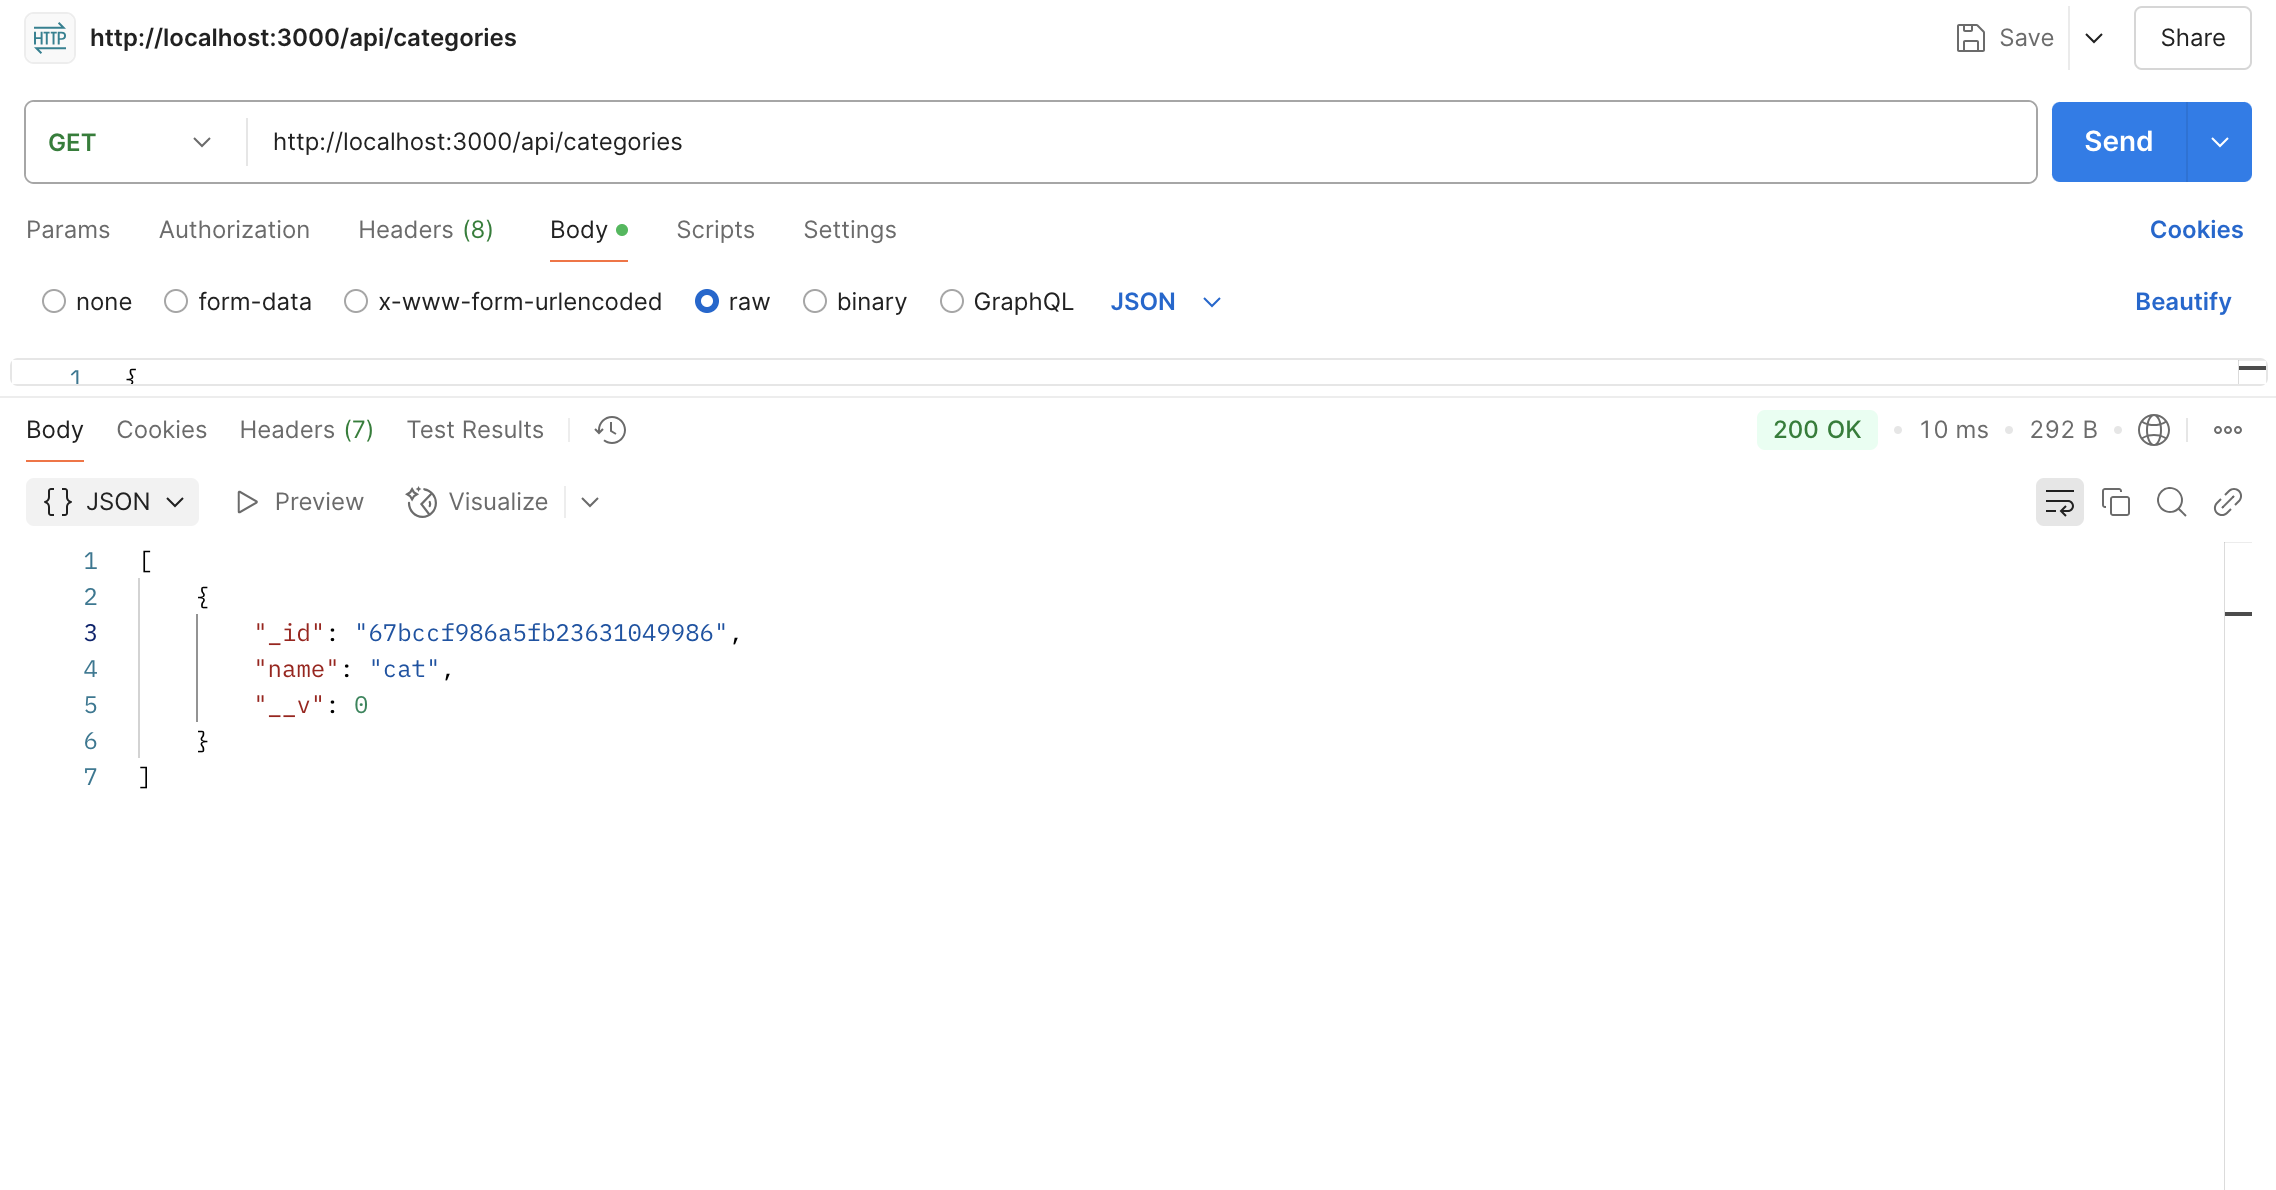 HTTP http://localhost:3000/api/categories Save Share
GET http://localhost:3000/api/categories Send
Params Authorization Headers (8) Body Scripts Settings Cookies
none form-data x-www-form-urlencoded raw binary GraphQL JSON Beautify
1 {
Body Cookies Headers (7) Test Results 200 OK 10 ms 292 B
{} JSON Preview Visualize
1 [
2 {
3 "_id": "67bccf986a5fb23631049986",
4 "name": "cat",
5 "__v": 0
6 }
7 ]